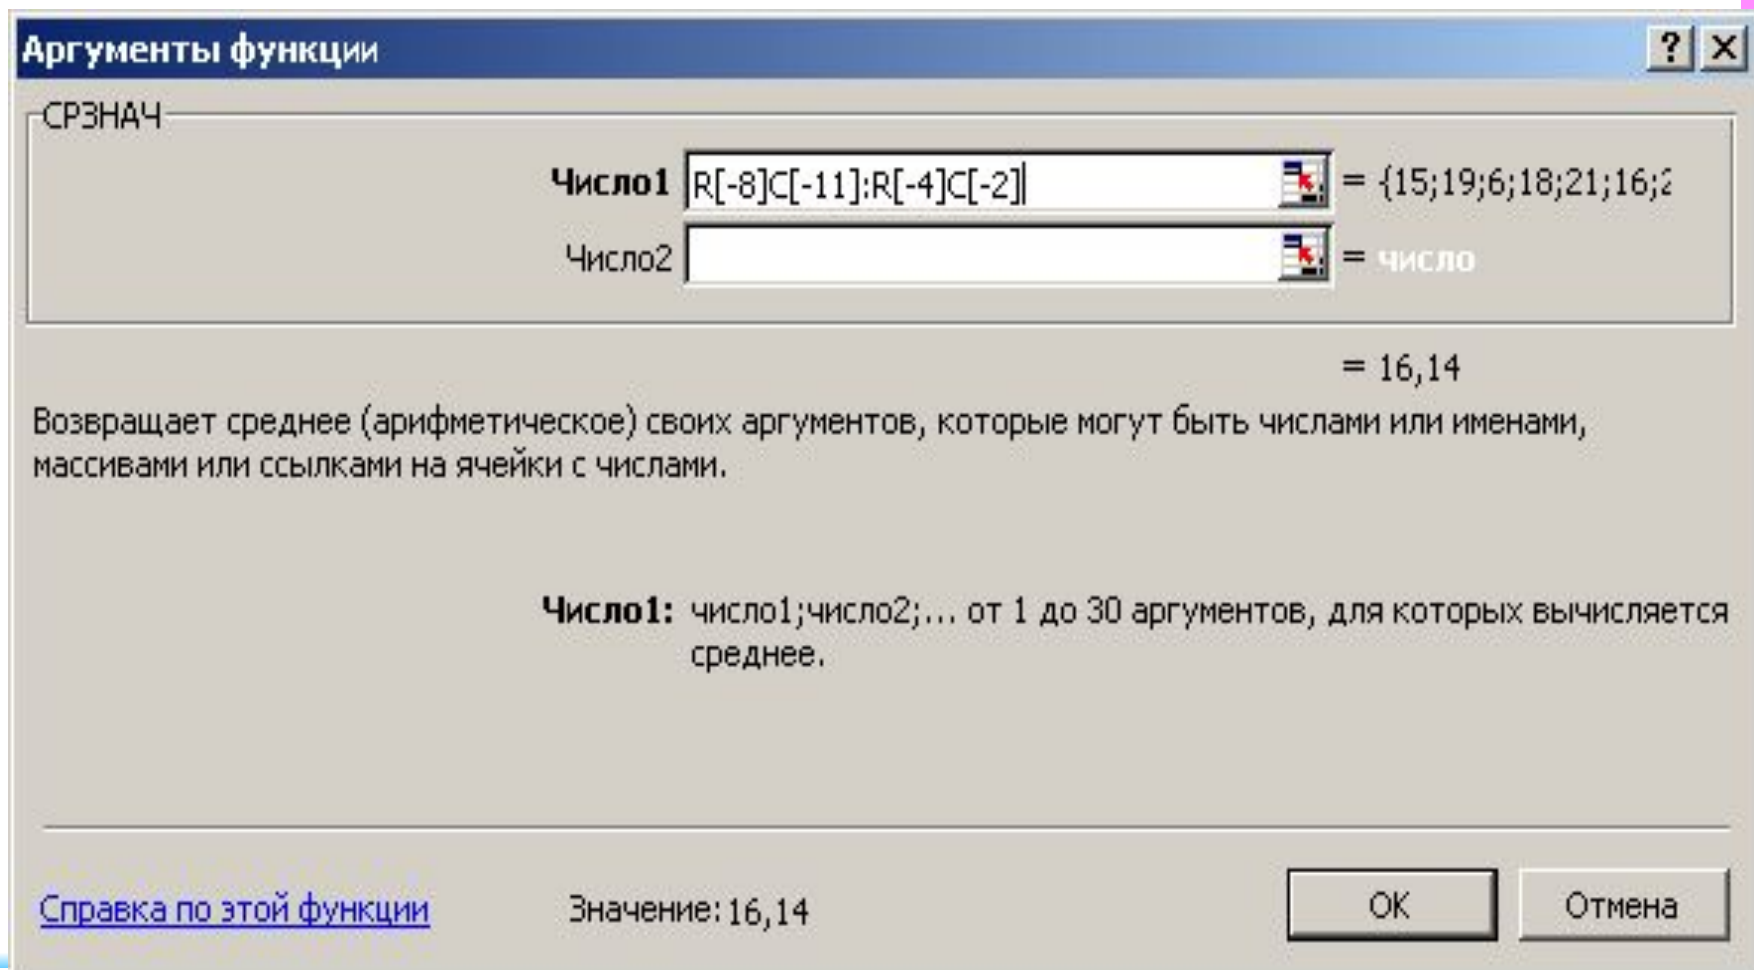 Аргументы функции
СРЗНАЧ
Число1 R[-8]C[-11]:R[-4]C[-2] = {15;19;6;18;21;16;2
Число2 = число
= 16,14
Возвращает среднее (арифметическое) своих аргументов, которые могут быть числами или именами,
массивами или ссылками на ячейки с числами.
Число1: число1;число2;... от 1 до 30 аргументов, для которых вычисляется
среднее.
Справка по этой функции Значение: 16,14 ОК Отмена